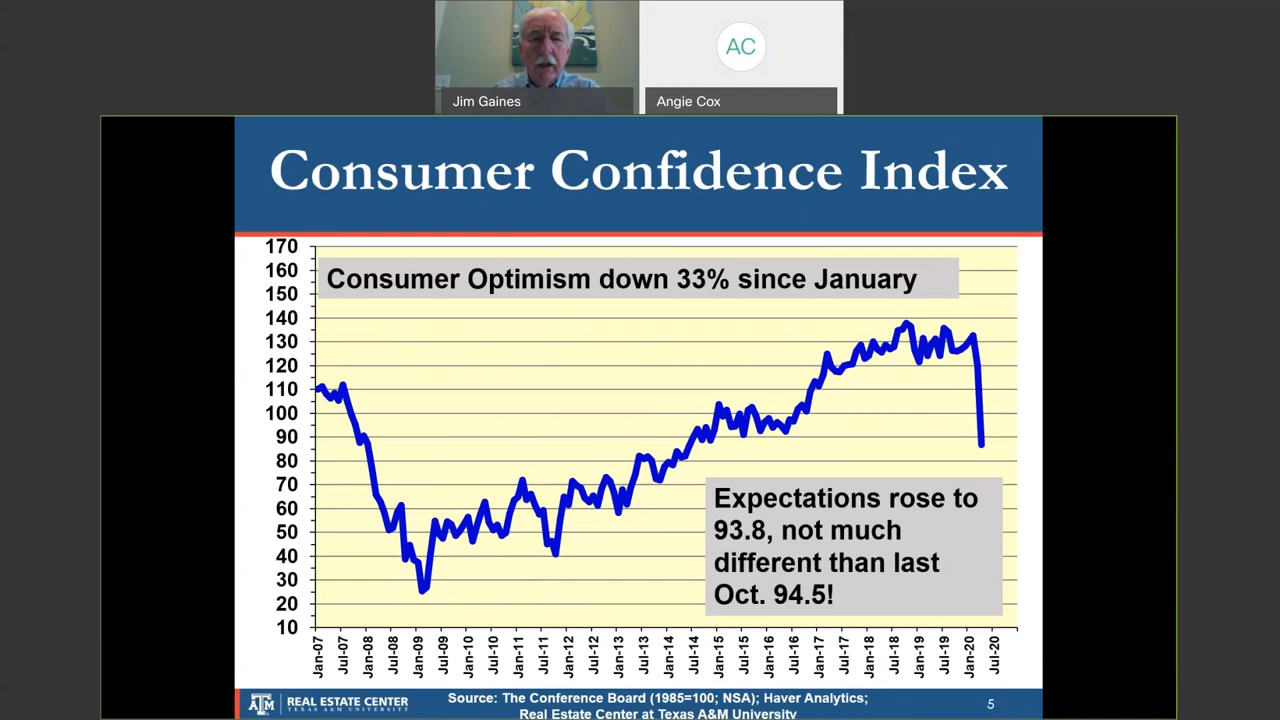 AC
Jim Gaines
Angie Cox
Consumer Confidence Index
170
160
150
140
130
120
110
100
90
80
70
60
50
40
30
20
10
Consumer Optimism down 33% since January
Expectations rose to
93.8, not much
different than last
Oct. 94.5!
Jan-07
Jul-07
Jan-08
Jul-08
Jan-09
Jul-09
Jan-10
Jul-10
Jan-11
Jul-11
Jan-12
Jul-12
Jan-13
Jul-13
Jan-14
Jul-14
Jan-15
Jul-15
Jan-16
Jul-16
Jan-17
Jul-17
Jan-18
Jul-18
Jan-19
Jul-19
Jan-20
Jul-20
ATM
REAL ESTATE CENTER
TEXAS A&M UNIVERSITY
Source: The Conference Board (1985=100; NSA); Haver Analytics;
Real Estate Center at Texas A&M University
5